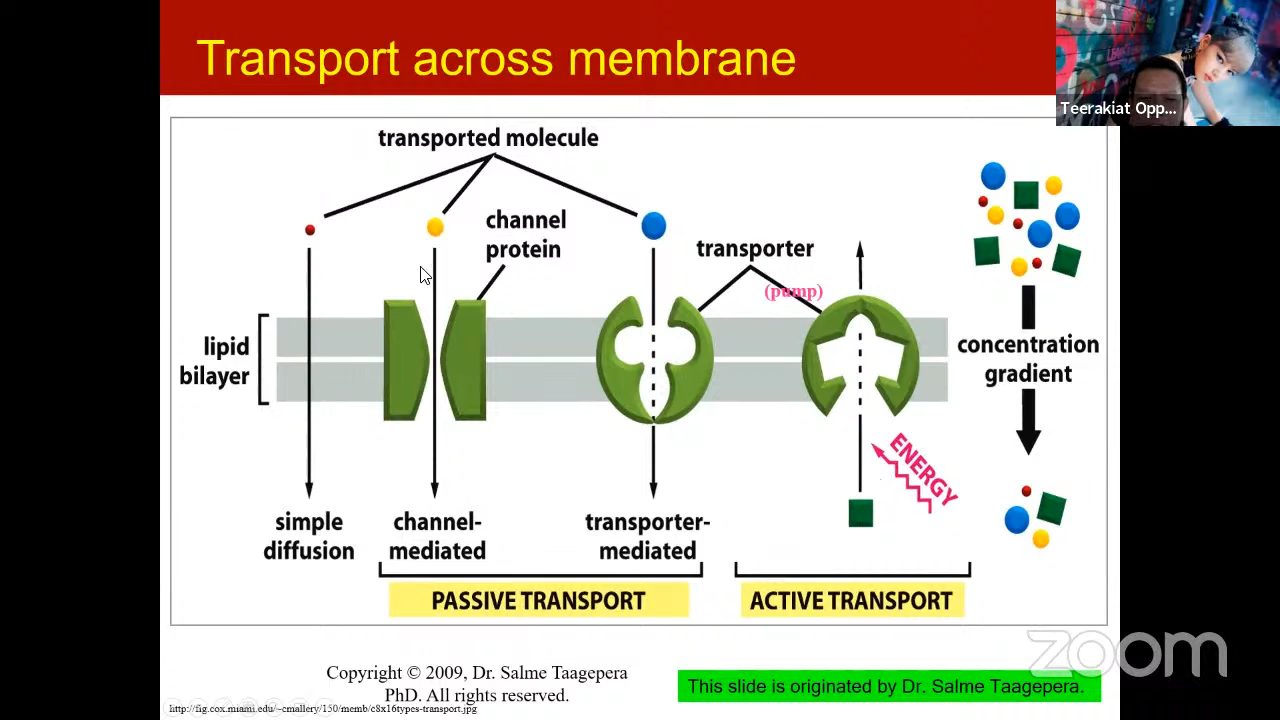 Transport across membrane
Teerakiat Opp...
transported molecule
channel
protein
transporter
(pump)
lipid
bilayer
concentration
gradient
ENERGY
simple
diffusion
channel-
mediated
transporter-
mediated
PASSIVE TRANSPORT
ACTIVE TRANSPORT
zoom
Copyright © 2009, Dr. Salme Taagepera
PhD. All rights reserved.
This slide is originated by Dr. Salme Taagepera.
http://fig.cox.miami.edu/~cmallery/150/memb/c8x16types-transport.jpg